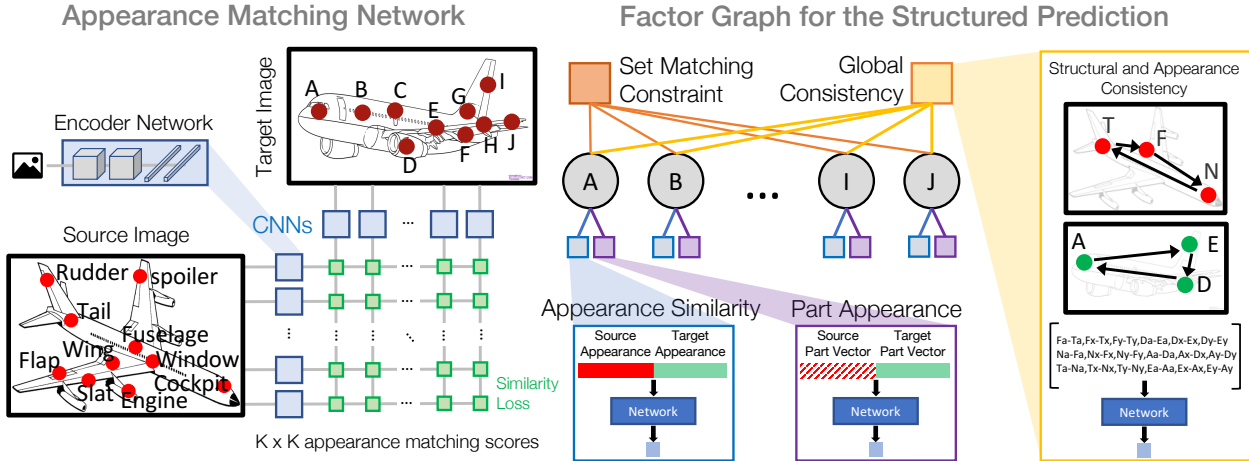 Appearance Matching Network
Factor Graph for the Structured Prediction
Encoder Network
Target Image
A
B
C
D
E
F
G
H
I
J
CNNs
...
Source Image
Rudder
spoiler
Tail
Fuselage
Wing
Window
Flap
Cockpit
Slat
Engine
...
...
...
...
Similarity
Loss
K x K appearance matching scores
Set Matching
Constraint
Global
Consistency
A
B
...
I
J
Appearance Similarity
Source
Appearance
Target
Appearance
Network
Part Appearance
Source
Part Vector
Target
Part Vector
Network
Structural and Appearance
Consistency
T
F
N
A
E
D
Fa-Ta,Fx-Tx,Fy-Ty,Da-Ea,Dx-Ex,Dy-Ey
Na-Fa,Nx-Fx,Ny-Fy,Aa-Da,Ax-Dx,Ay-Dy
Ta-Na,Tx-Nx,Ty-Ny,Ea-Aa,Ex-Ax,Ey-Ay
Network